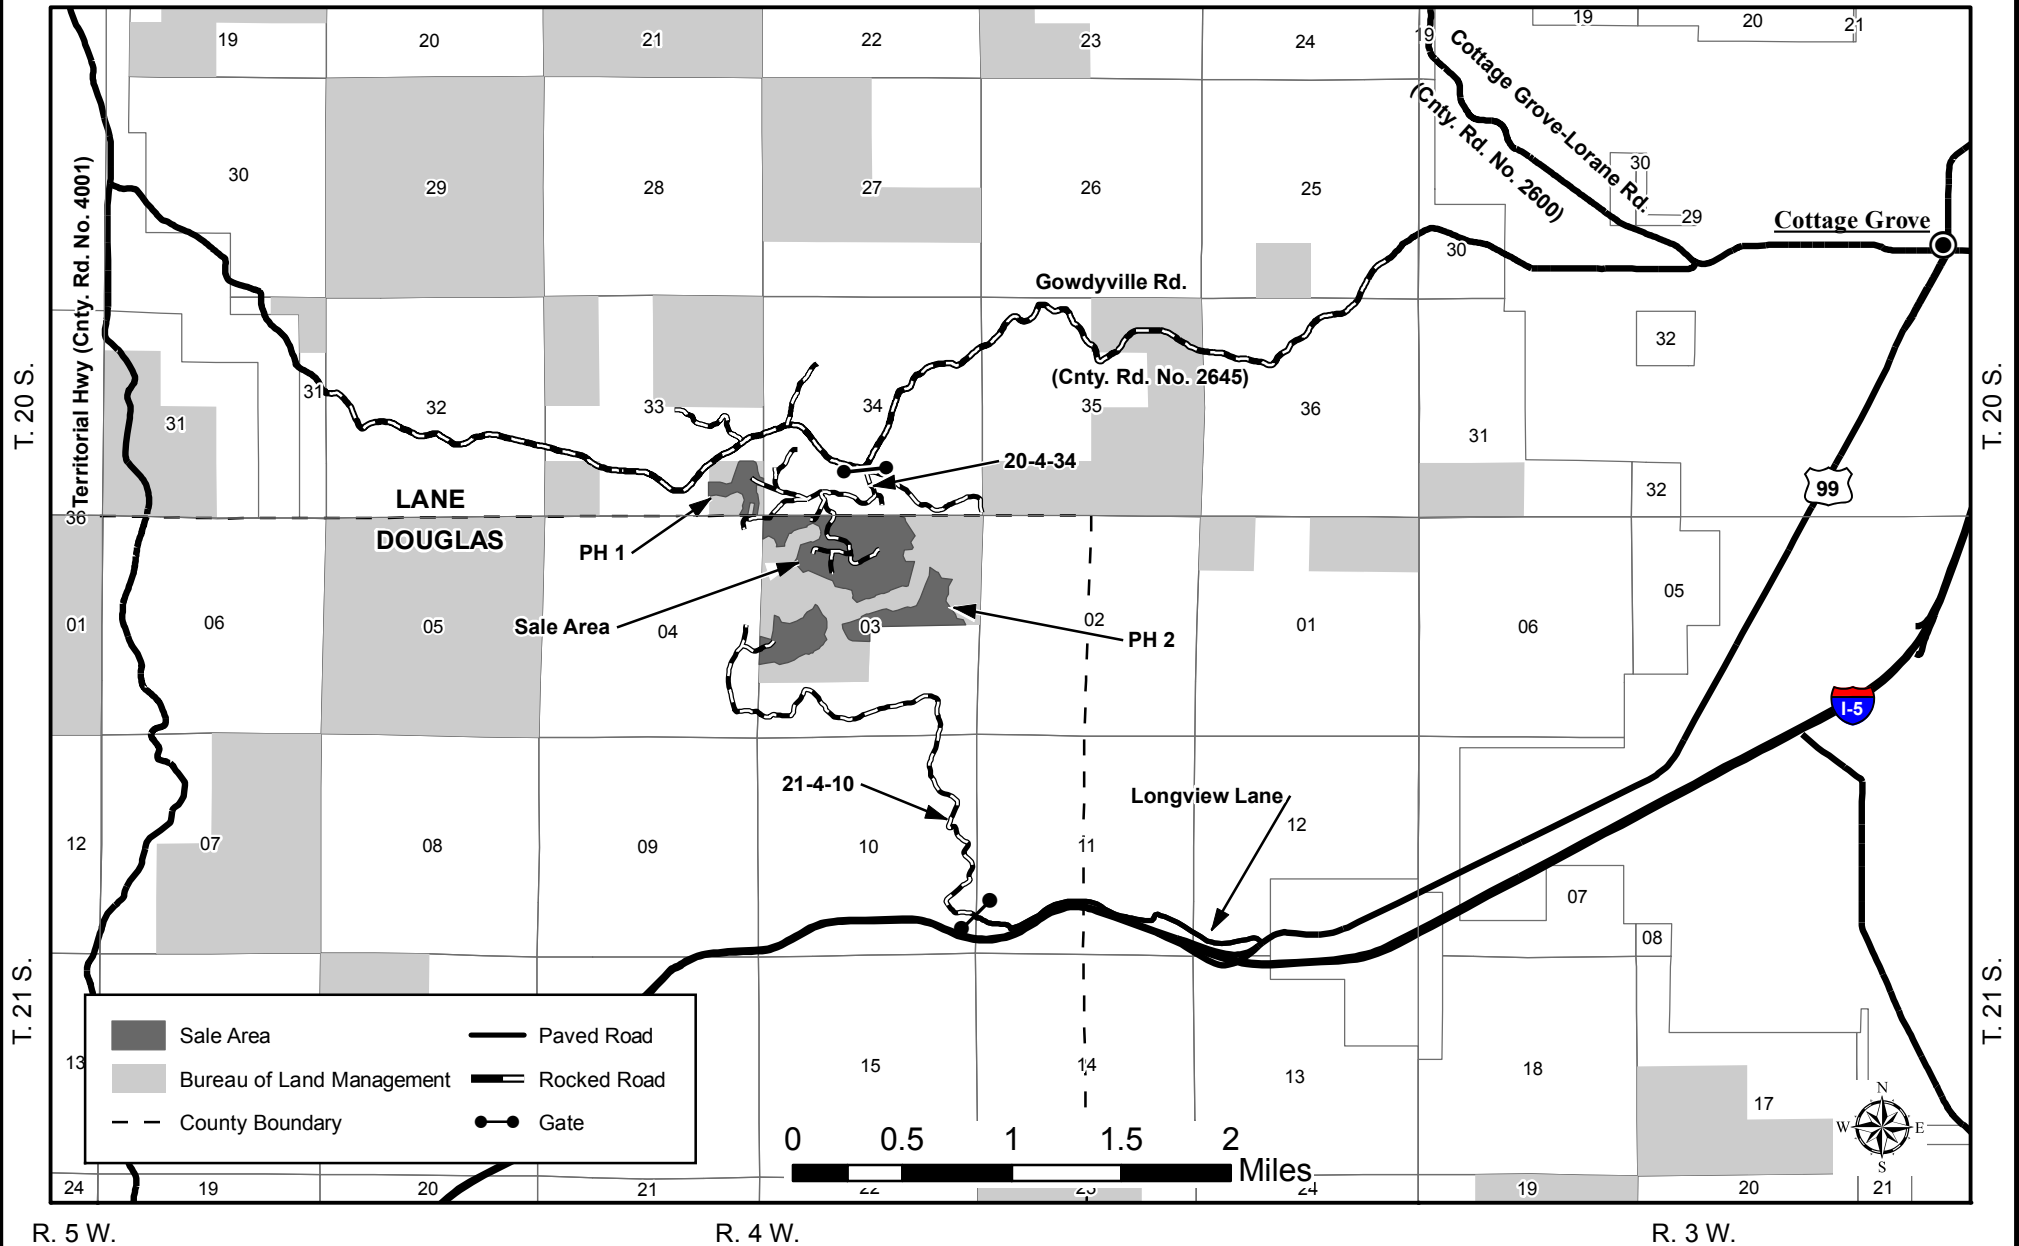 19
20
21
22
23
24
19
19
20
21
Cottage Grove-Lorane Rd.
(Cnty. Rd. No. 2600)
30
29
28
27
26
25
30
29
30
Cottage Grove
Territorial Hwy (Cnty. Rd. No. 4001)
Gowdyville Rd.
(Cnty. Rd. No. 2645)
T. 20 S.
T. 20 S.
31
31
32
33
34
35
36
31
32
32
20-4-34
99
LANE
36
DOUGLAS
PH 1
Sale Area
PH 2
01
06
05
04
03
02
01
06
05
I-5
21-4-10
Longview Lane
12
07
08
09
10
11
12
07
08
T. 21 S.
T. 21 S.
13
15
14
13
18
17
Sale Area
Paved Road
Bureau of Land Management
Rocked Road
County Boundary
Gate
0 0.5 1 1.5 2
Miles
N
W
E
S
24
19
20
21
22
23
24
19
20
21
R. 5 W.
R. 4 W.
R. 3 W.